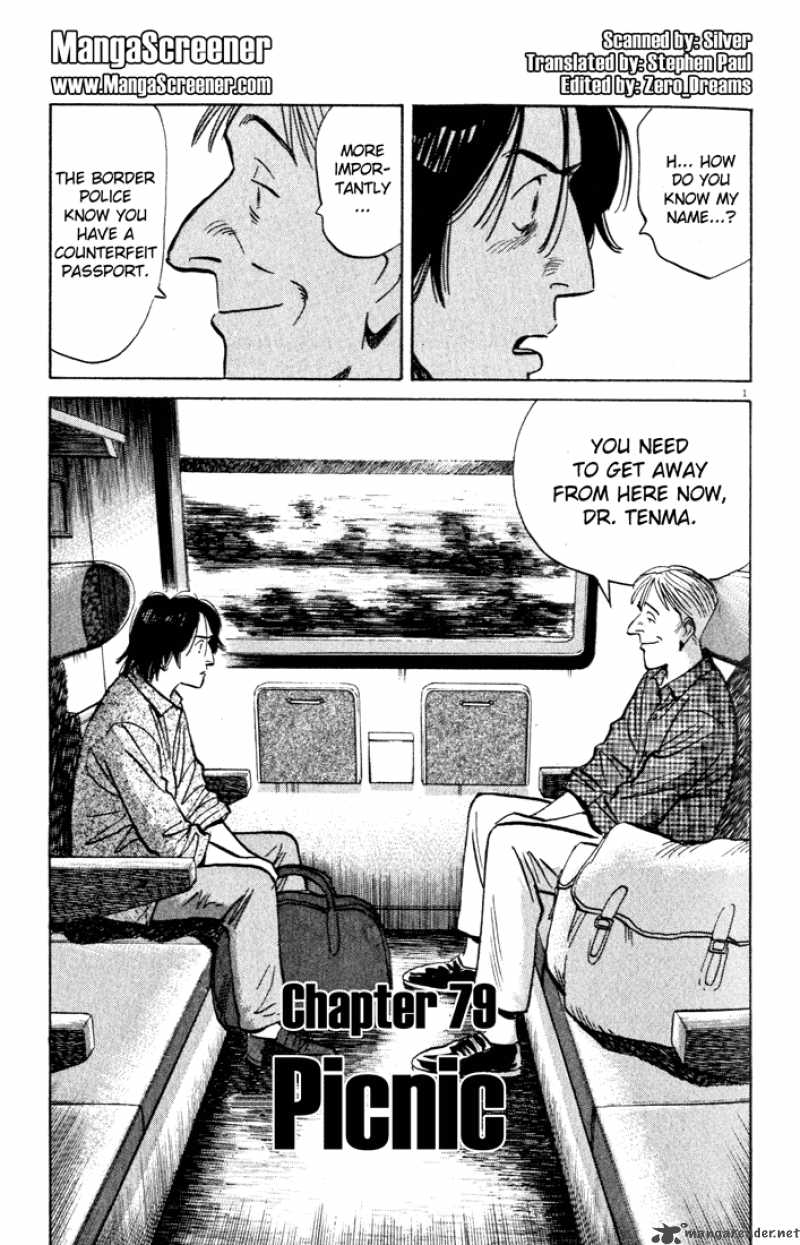 MangaScreener
www.MangaScreener.com
Scanned by: Silver
Translated by: Stephen Paul
Edited by: Zero_Dreams
H... HOW
DO YOU
KNOW MY
NAME...?
MORE
IMPOR-
TANTLY
...
THE BORDER
POLICE
KNOW YOU
HAVE A
COUNTERFEIT
PASSPORT.
1
YOU NEED
TO GET AWAY
FROM HERE NOW,
DR. TENMA.
Chapter 79
Picnic
mangareader.net